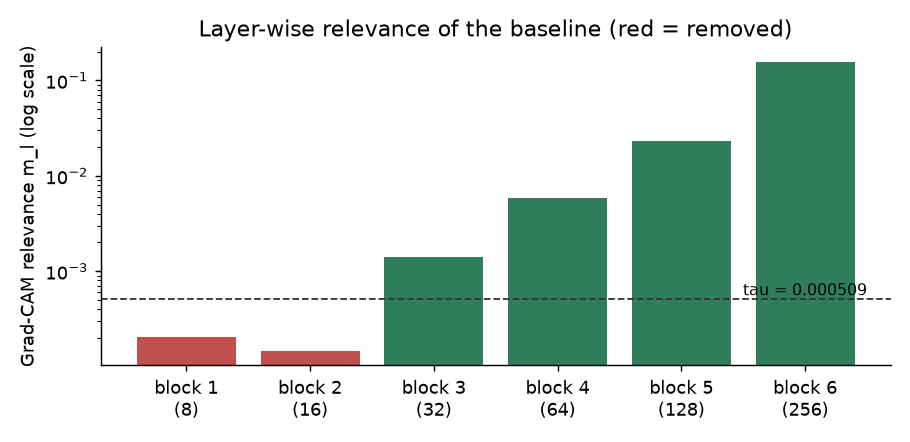 Layer-wise relevance of the baseline (red = removed)
Grad-CAM relevance m_l (log scale)
10⁻¹
10⁻²
10⁻³
tau = 0.000509
block 1 block 2 block 3 block 4 block 5 block 6
(8) (16) (32) (64) (128) (256)